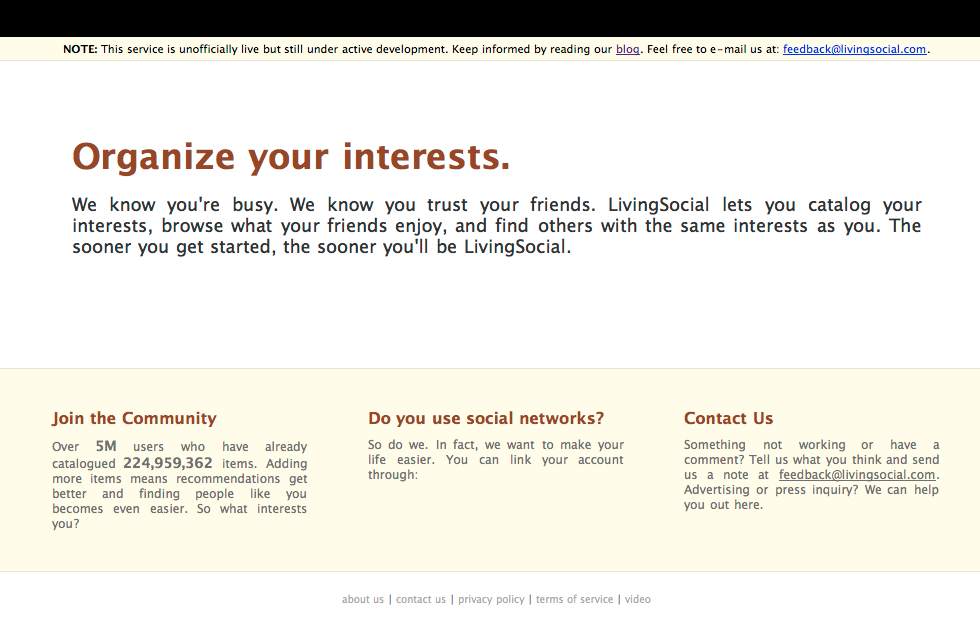 NOTE: This service is unofficially live but still under active development. Keep informed by reading our blog. Feel free to e-mail us at: feedback@livingsocial.com.
Organize your interests.
We know you're busy. We know you trust your friends. LivingSocial lets you catalog your
interests, browse what your friends enjoy, and find others with the same interests as you. The
sooner you get started, the sooner you'll be LivingSocial.
Join the Community
Over 5M users who have already
catalogued 224,959,362 items. Adding
more items means recommendations get
better and finding people like you
becomes even easier. So what interests
you?
Do you use social networks?
So do we. In fact, we want to make your
life easier. You can link your account
through:
Contact Us
Something not working or have a
comment? Tell us what you think and send
us a note at feedback@livingsocial.com.
Advertising or press inquiry? We can help
you out here.
about us | contact us | privacy policy | terms of service | video